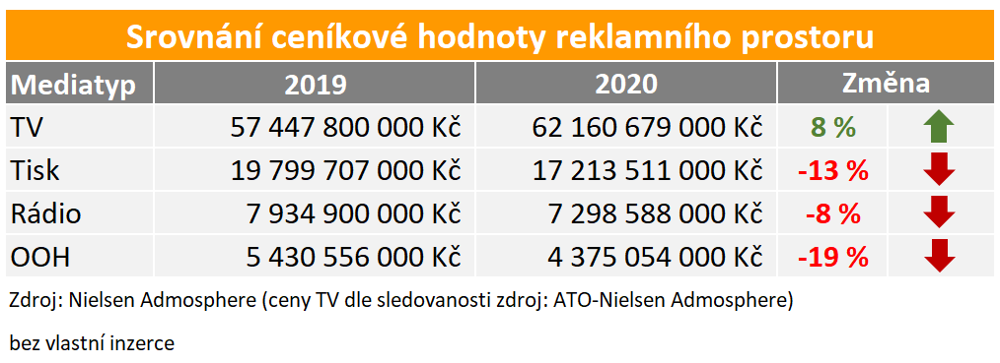 Srovnání ceníkové hodnoty reklamního prostoru
Mediatyp 2019 2020 Změna
TV 57 447 800 000 Kč 62 160 679 000 Kč 8 %
Tisk 19 799 707 000 Kč 17 213 511 000 Kč -13 %
Rádio 7 934 900 000 Kč 7 298 588 000 Kč -8 %
OOH 5 430 556 000 Kč 4 375 054 000 Kč -19 %
Zdroj: Nielsen Admosphere (ceny TV dle sledovanosti zdroj: ATO-Nielsen Admosphere)
bez vlastní inzerce